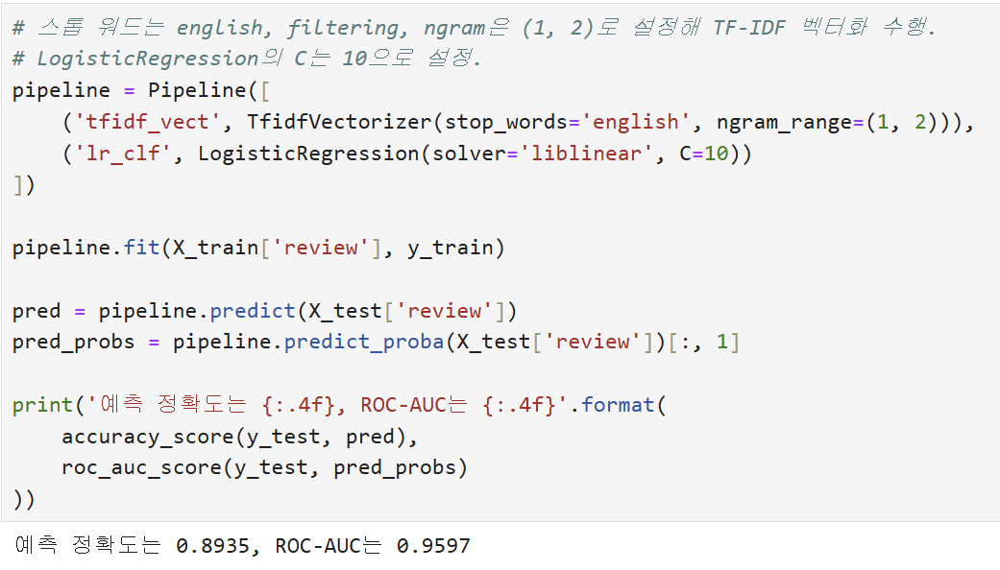 # 스톱 워드는 english, filtering, ngram은 (1, 2)로 설정해 TF-IDF 벡터화 수행.
# LogisticRegression의 C는 10으로 설정.
pipeline = Pipeline([
    ('tfidf_vect', TfidfVectorizer(stop_words='english', ngram_range=(1, 2))),
    ('lr_clf', LogisticRegression(solver='liblinear', C=10))
])
pipeline.fit(X_train['review'], y_train)
pred = pipeline.predict(X_test['review'])
pred_probs = pipeline.predict_proba(X_test['review'])[:, 1]
print('예측 정확도는 {:.4f}, ROC-AUC는 {:.4f}'.format(
    accuracy_score(y_test, pred),
    roc_auc_score(y_test, pred_probs)
))
예측 정확도는 0.8935, ROC-AUC는 0.9597